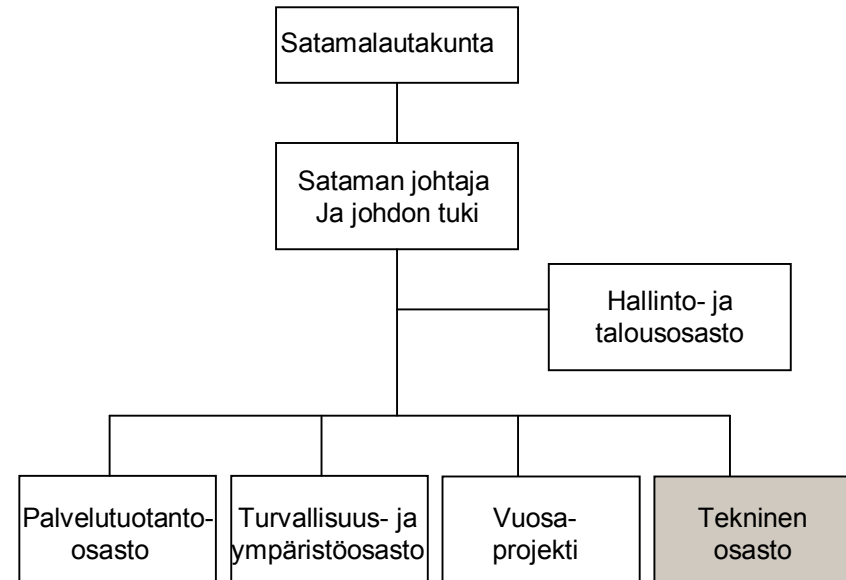 Satamalautakunta
Sataman johtaja
Ja johdon tuki
Hallinto- ja
talousosasto
Palvelutuotanto-
osasto
Turvallisuus- ja
ympäristöosasto
Vuosa-
projekti
Tekninen
osasto